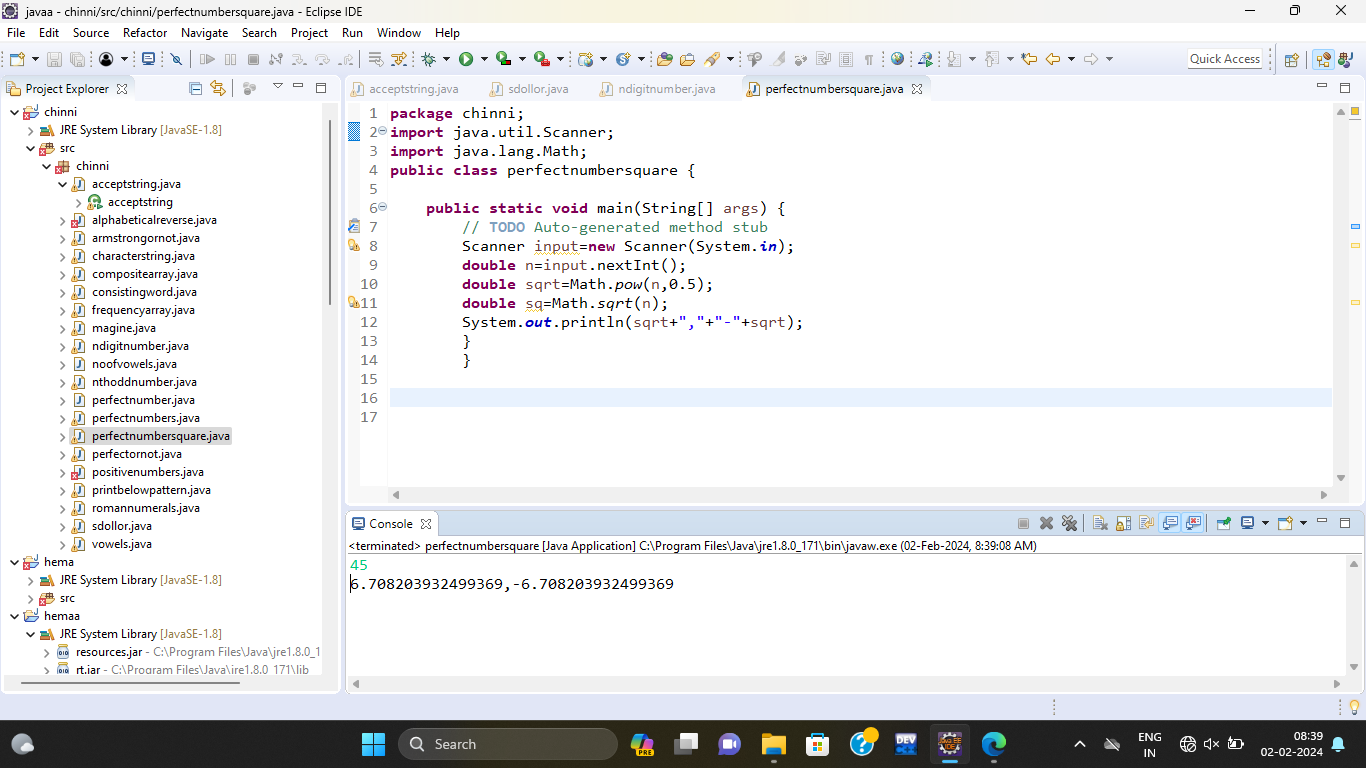 javaa - chinni/src/chinni/perfectnumbersquare.java - Eclipse IDE
File Edit Source Refactor Navigate Search Project Run Window Help
Quick Access
Project Explorer
chinni
JRE System Library [JavaSE-1.8]
src
chinni
acceptstring.java
acceptstring
alphabeticalreverse.java
armstrongornot.java
characterstring.java
compositearray.java
consistingword.java
frequencyarray.java
magine.java
ndigitnumber.java
noofvowels.java
nthoddnumber.java
perfectnumber.java
perfectnumbers.java
perfectnumbersquare.java
perfectornot.java
positivenumbers.java
printbelowpattern.java
romannumerals.java
sdollor.java
vowels.java
hema
JRE System Library [JavaSE-1.8]
src
hemaa
JRE System Library [JavaSE-1.8]
resources.jar - C:\Program Files\Java\jre1.8.0_1
rt.jar - C:\Program Files\Java\jre1.8.0_171\lib
acceptstring.java sdollor.java ndigitnumber.java perfectnumbersquare.java
1 package chinni;
2 import java.util.Scanner;
3 import java.lang.Math;
4 public class perfectnumbersquare {
5
6 public static void main(String[] args) {
7 // TODO Auto-generated method stub
8 Scanner input=new Scanner(System.in);
9 double n=input.nextInt();
10 double sqrt=Math.pow(n,0.5);
11 double sq=Math.sqrt(n);
12 System.out.println(sqrt+","+"-"+sqrt);
13 }
14 }
15
16
17
Console
<terminated> perfectnumbersquare [Java Application] C:\Program Files\Java\jre1.8.0_171\bin\javaw.exe (02-Feb-2024, 8:39:08 AM)
45
6.708203932499369,-6.708203932499369
Search
PRE
DEV
Java EE
IDE
ENG
IN
08:39
02-02-2024